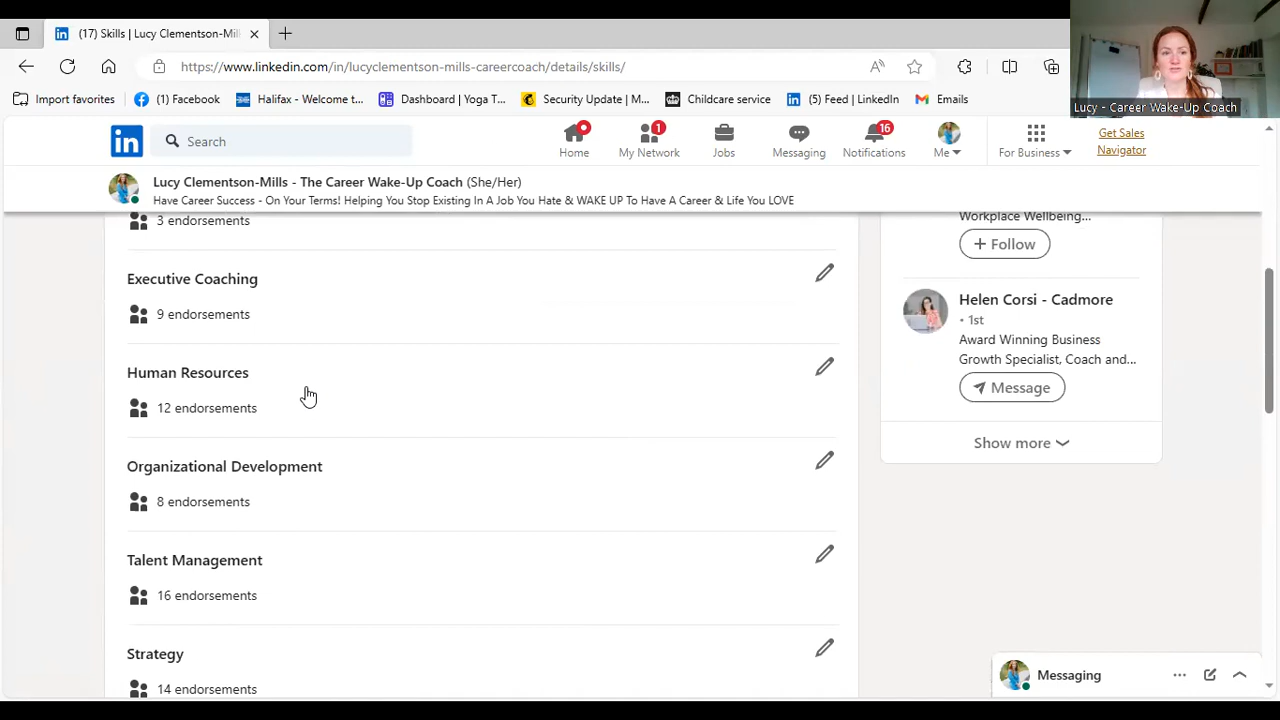 (17) Skills | Lucy Clementson-Mill
https://www.linkedin.com/in/lucyclementson-mills-careercoach/details/skills/
Import favorites
(1) Facebook
Halifax - Welcome t...
Dashboard | Yoga T...
Security Update | M...
Childcare service
(5) Feed | LinkedIn
Emails
Lucy - Career Wake-Up Coach
in
Search
Home
1
My Network
Jobs
Messaging
16
Notifications
Me
For Business
Get Sales
Navigator
Lucy Clementson-Mills - The Career Wake-Up Coach (She/Her)
Have Career Success - On Your Terms! Helping You Stop Existing In A Job You Hate & WAKE UP To Have A Career & Life You LOVE
3 endorsements
Executive Coaching
9 endorsements
Human Resources
12 endorsements
Organizational Development
8 endorsements
Talent Management
16 endorsements
Strategy
14 endorsements
Workplace Wellbeing...
+ Follow
Helen Corsi - Cadmore
• 1st
Award Winning Business
Growth Specialist, Coach and...
Message
Show more
Messaging